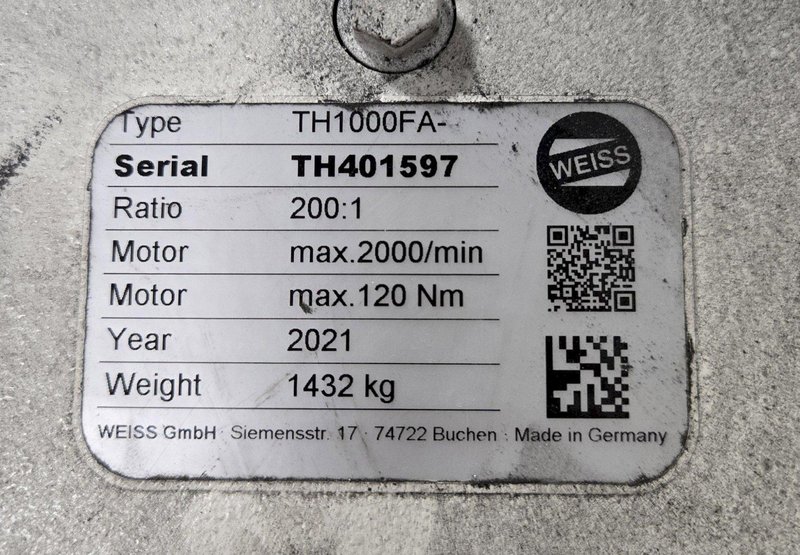 Type TH1000FA-
Serial TH401597
Ratio 200:1
Motor max.2000/min
Motor max.120 Nm
Year 2021
Weight 1432 kg
WEISS GmbH · Siemensstr. 17 · 74722 Buchen · Made in Germany
WEISS